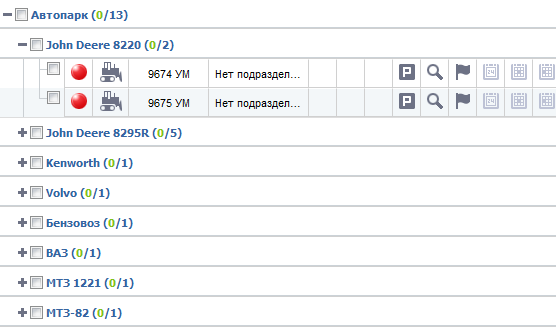 Автопарк (0/13)
John Deere 8220 (0/2)
9674 УМ Нет подраздел...
9675 УМ Нет подраздел...
John Deere 8295R (0/5)
Kenworth (0/1)
Volvo (0/1)
Бензовоз (0/1)
ВАЗ (0/1)
МТЗ 1221 (0/1)
МТЗ-82 (0/1)